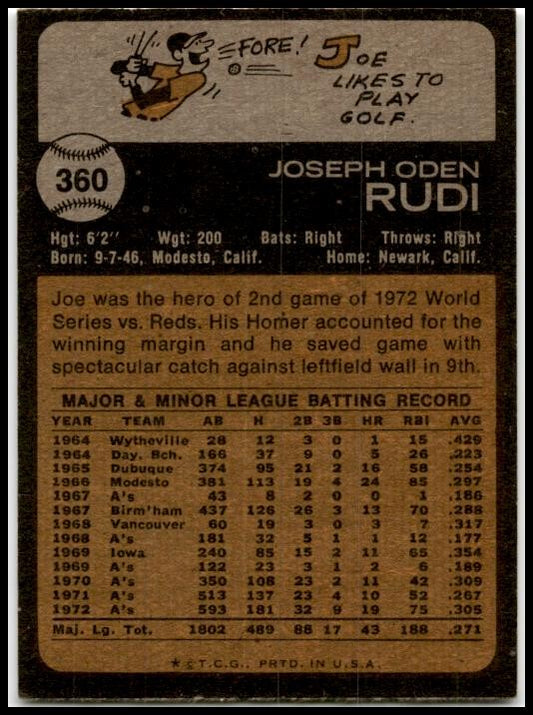 FORE!
JOE
LIKES TO
PLAY
GOLF.
360
JOSEPH ODEN
RUDI
Hgt: 6'2" Wgt: 200 Bats: Right Throws: Right
Born: 9-7-46, Modesto, Calif. Home: Newark, Calif.
Joe was the hero of 2nd game of 1972 World
Series vs. Reds. His Homer accounted for the
winning margin and he saved game with
spectacular catch against leftfield wall in 9th.
MAJOR & MINOR LEAGUE BATTING RECORD
YEAR TEAM AB H 2B 3B HR RBI AVG
1964 Wytheville 28 12 3 0 1 15 .429
1964 Day. Bch. 166 37 9 0 5 26 .223
1965 Dubuque 374 95 21 2 16 58 .254
1966 Modesto 381 113 19 4 24 85 .297
1967 A's 43 8 2 0 0 1 .186
1967 Birm'ham 437 126 26 3 13 70 .288
1968 Vancouver 60 19 3 0 3 7 .317
1968 A's 181 32 5 1 1 12 .177
1969 Iowa 240 85 15 2 11 65 .354
1969 A's 122 23 3 1 2 6 .189
1970 A's 350 108 23 2 11 42 .309
1971 A's 513 137 23 4 10 52 .267
1972 A's 593 181 32 9 19 75 .305
Maj. Lg. Tot. 1802 489 88 17 43 188 .271
* © T.C.G., PRTD. IN U.S.A.